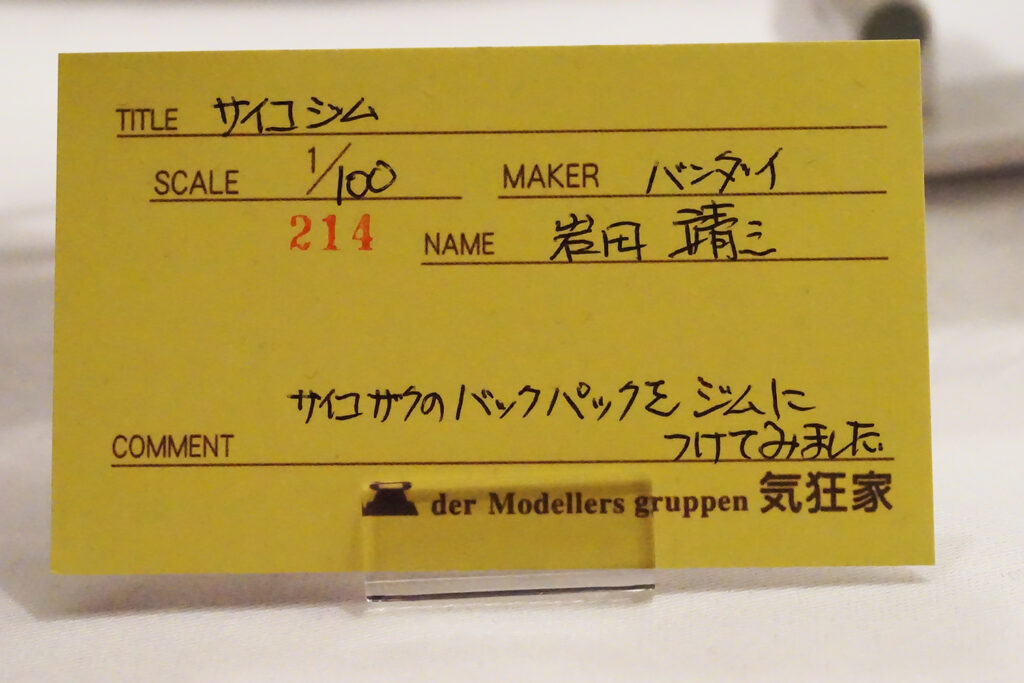 TITLE サイコジム
SCALE 1/100 MAKER バンダイ
214 NAME 岩田 靖三
サイコザクのバックパックを ジムに
つけてみました
COMMENT
der Modellers gruppen 気狂家